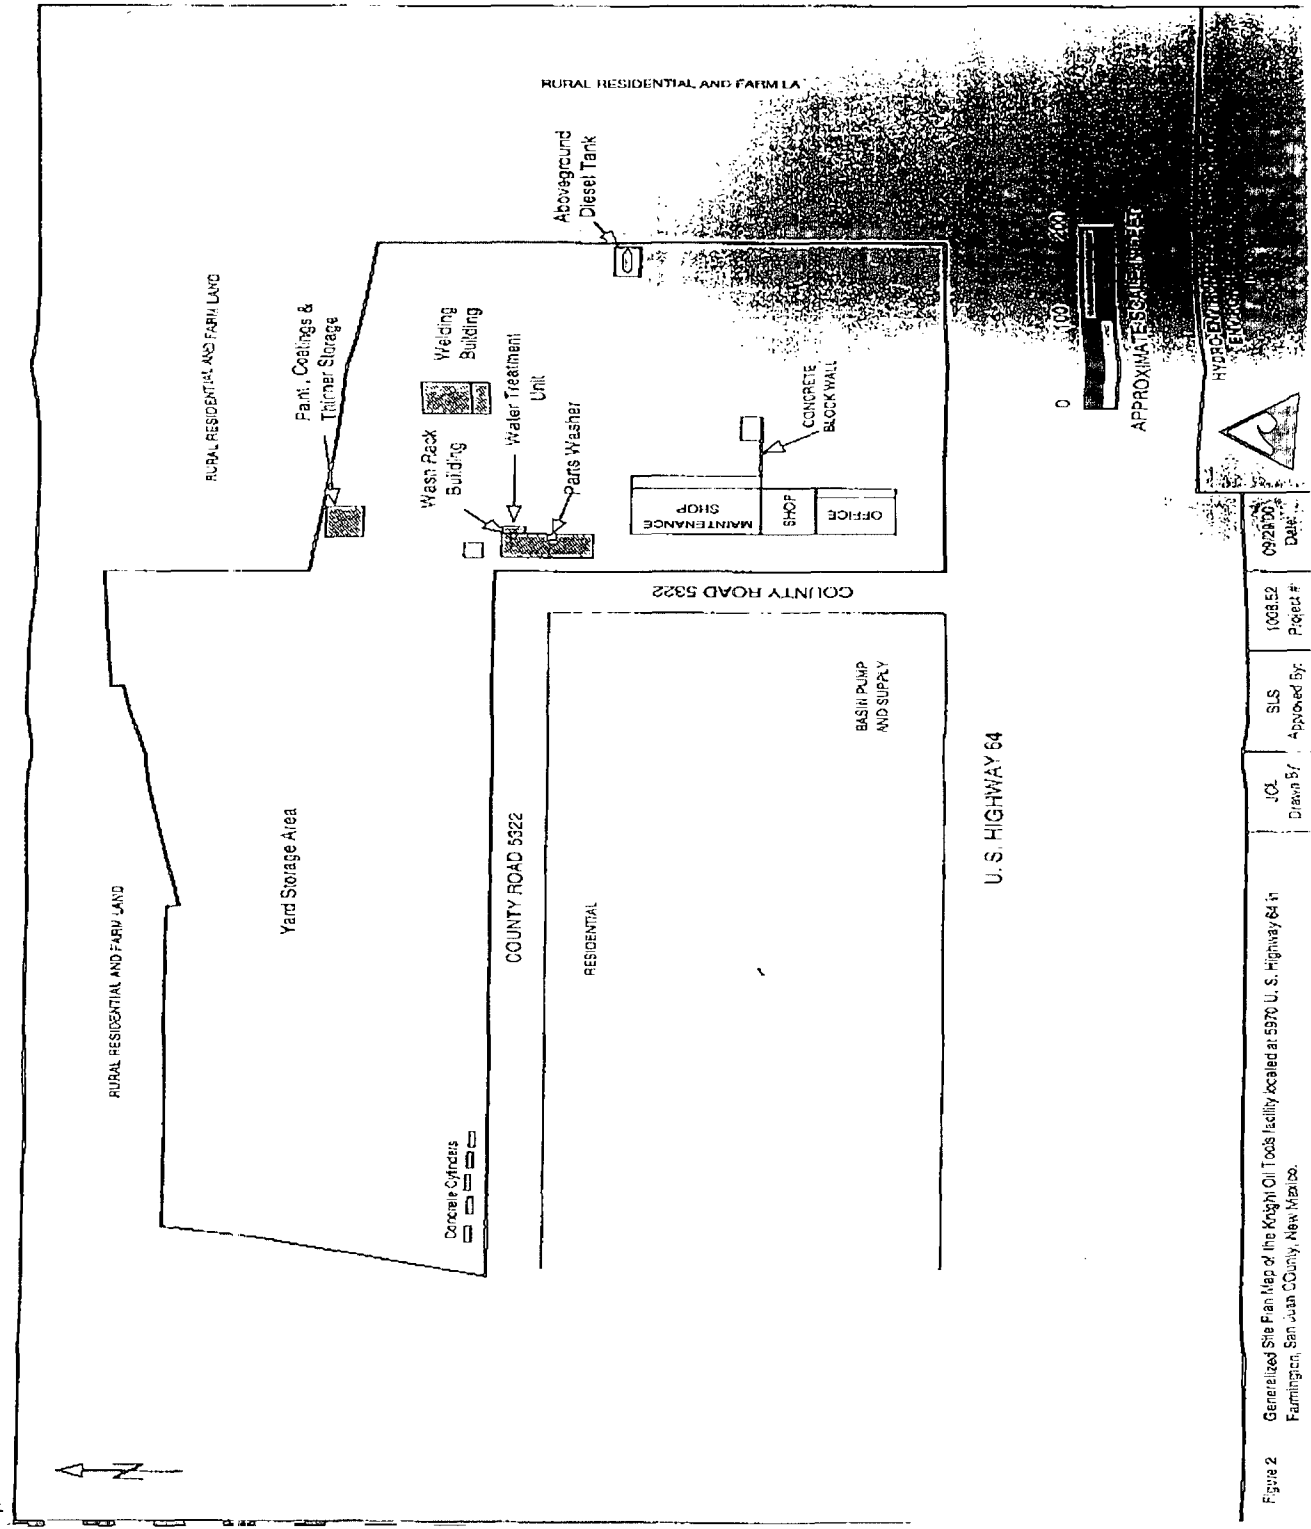 RURAL RESIDENTIAL AND FARM LAND
Yard Storage Area
Concrete Cylinders
COUNTY ROAD 5322
RESIDENTIAL
BASIN PUMP
AND SUPPLY
U. S. HIGHWAY 64
RURAL RESIDENTIAL AND FARM LAND
Paint, Coatings &
Thinner Storage
Wash Rack
Building
Welding
Building
Water Treatment
Unit
Parts Washer
COUNTY ROAD 5322
MAINTENANCE
SHOP
SHOP
OFFICE
CONCRETE
BLOCK WALL
Aboveground
Diesel Tank
RURAL RESIDENTIAL AND FARM LA
0 100 200
APPROXIMATE SCALE IN FEET
N
Figure 2
Generalized Site Plan Map of the Knight Oil Tools facility located at 5970 U. S. Highway 64 in
Farmington, San Juan COunty, New Mexico.
JCL
Drawn By
SLS
Approved By:
1008.52
Project #:
09/28/00
Date: